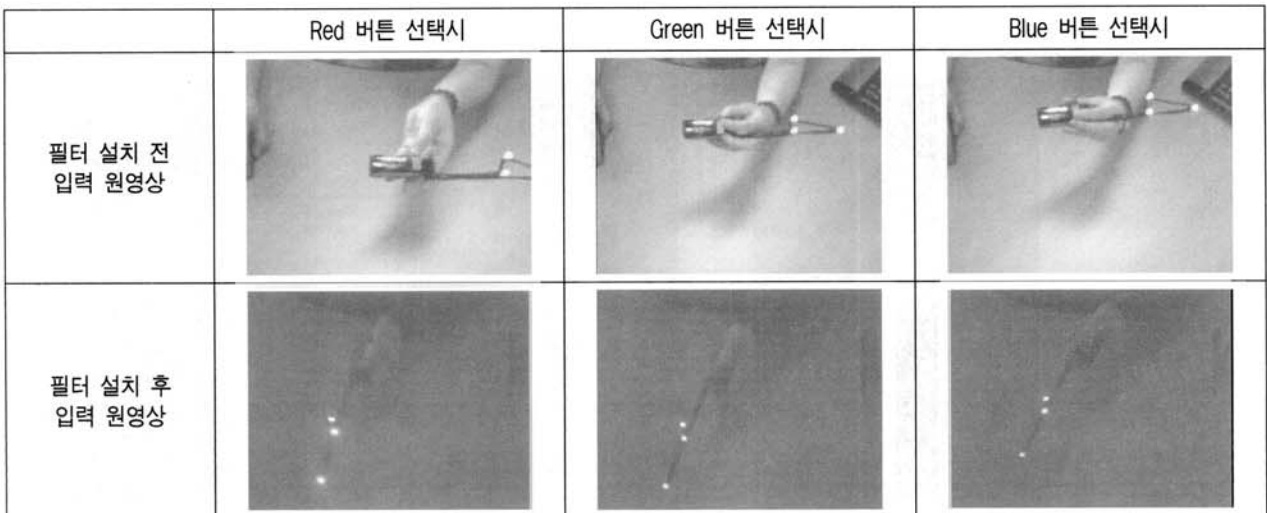 Red 버튼 선택시
Green 버튼 선택시
Blue 버튼 선택시
필터 설치 전
입력 원영상
필터 설치 후
입력 원영상